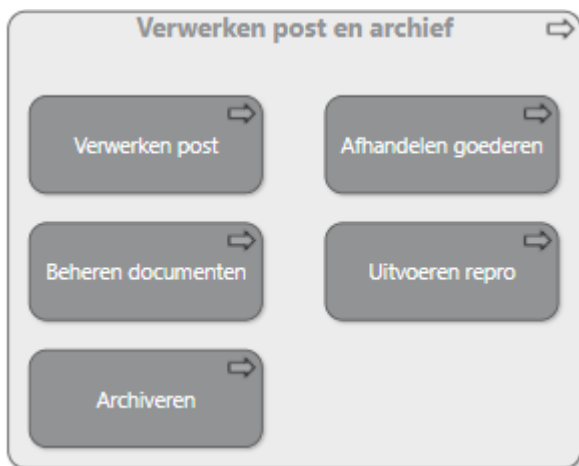 Verwerken post en archief
Verwerken post
Afhandelen goederen
Beheren documenten
Uitvoeren repro
Archiveren